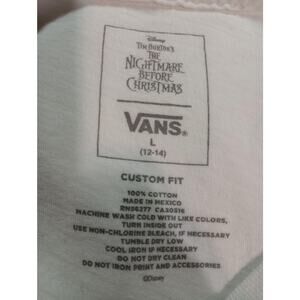 Disney
TIM BURTON'S
THE
NIGHTMARE
BEFORE
CHRISTMAS
VANS®
L
(12-14)
CUSTOM FIT
100% COTTON
MADE IN MEXICO
RN56277 CA30516
MACHINE WASH COLD WITH LIKE COLORS,
TURN INSIDE OUT
USE NON-CHLORINE BLEACH, IF NECESSARY
TUMBLE DRY LOW
COOL IRON IF NECESSARY
DO NOT DRY CLEAN
DO NOT IRON PRINT AND ACCESSORIES
©Disney